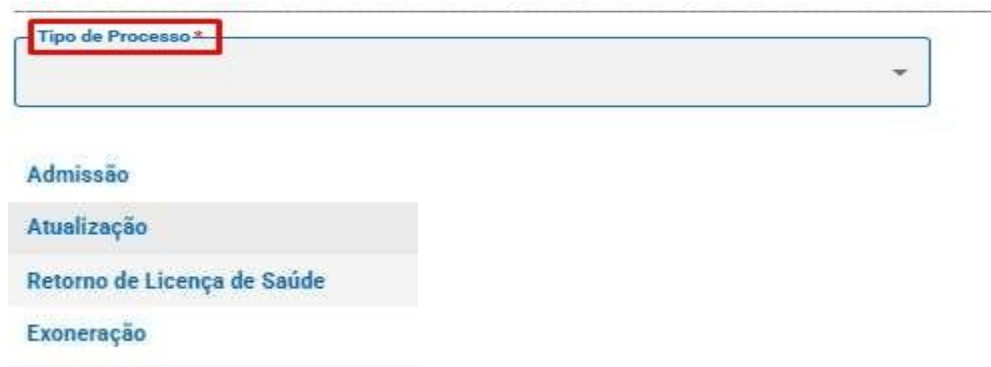 Tipo de Processo *
Admissão
Atualização
Retorno de Licença de Saúde
Exoneração